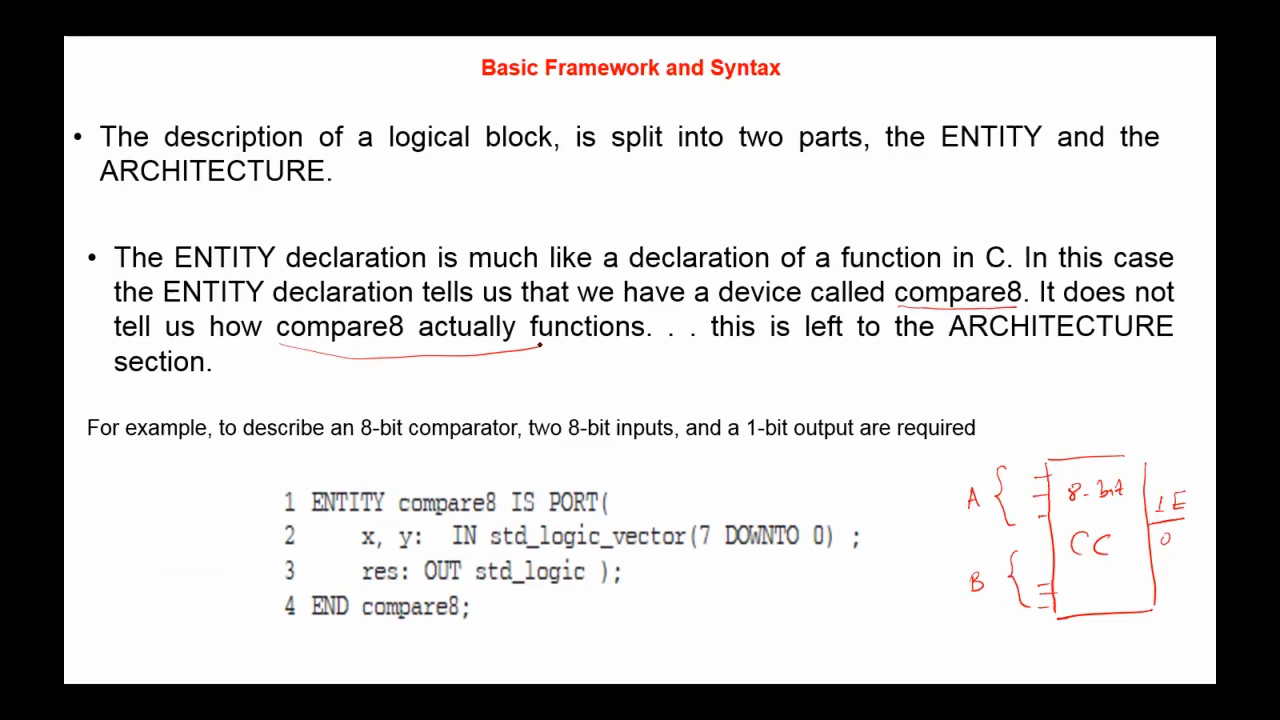 Basic Framework and Syntax
• The description of a logical block, is split into two parts, the ENTITY and the
ARCHITECTURE.
• The ENTITY declaration is much like a declaration of a function in C. In this case
the ENTITY declaration tells us that we have a device called compare8. It does not
tell us how compare8 actually functions. . . this is left to the ARCHITECTURE
section.
For example, to describe an 8-bit comparator, two 8-bit inputs, and a 1-bit output are required
1 ENTITY compare8 IS PORT(
2 x, y: IN std_logic_vector(7 DOWNTO 0) ;
3 res: OUT std_logic );
4 END compare8;
A
8-bit
1 E
CC
0
B